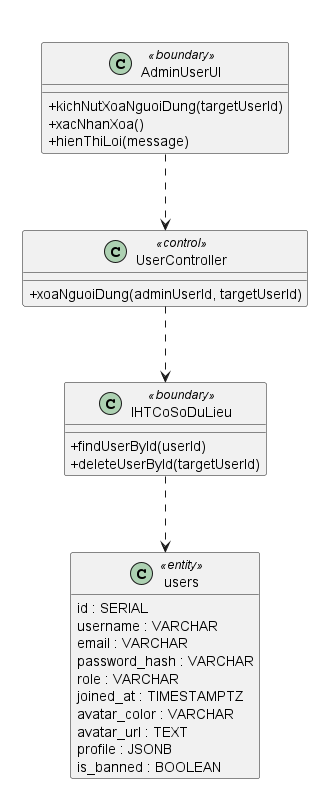 C
«boundary»
AdminUserUI
+kichNutXoaNguoiDung(targetUserId)
+xacNhanXoa()
+hienThiLoi(message)
C
«control»
UserController
+xoaNguoiDung(adminUserId, targetUserId)
C
«boundary»
IHTCoSoDuLieu
+findUserById(userId)
+deleteUserById(targetUserId)
C
«entity»
users
id : SERIAL
username : VARCHAR
email : VARCHAR
password_hash : VARCHAR
role : VARCHAR
joined_at : TIMESTAMPTZ
avatar_color : VARCHAR
avatar_url : TEXT
profile : JSONB
is_banned : BOOLEAN